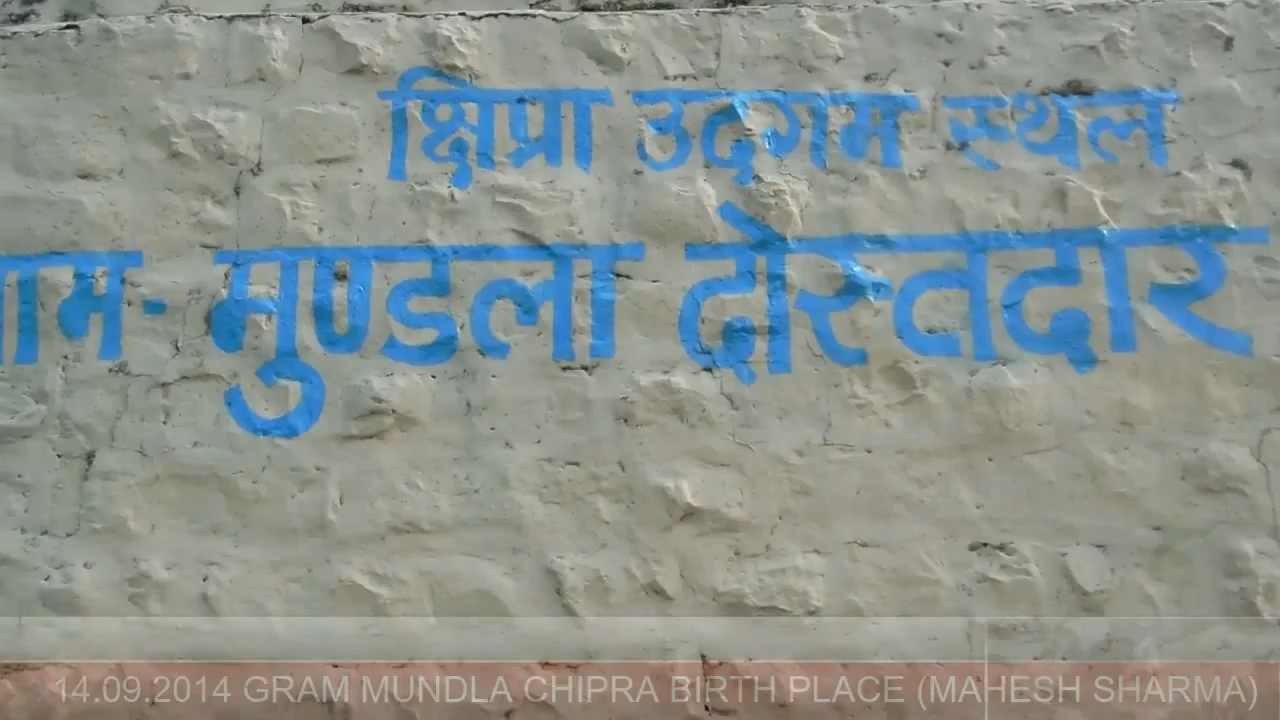 क्षिप्रा उद्गम स्थल
ग्राम- मुण्डला दोस्तदार
14.09.2014 GRAM MUNDLA CHIPRA BIRTH PLACE (MAHESH SHARMA)